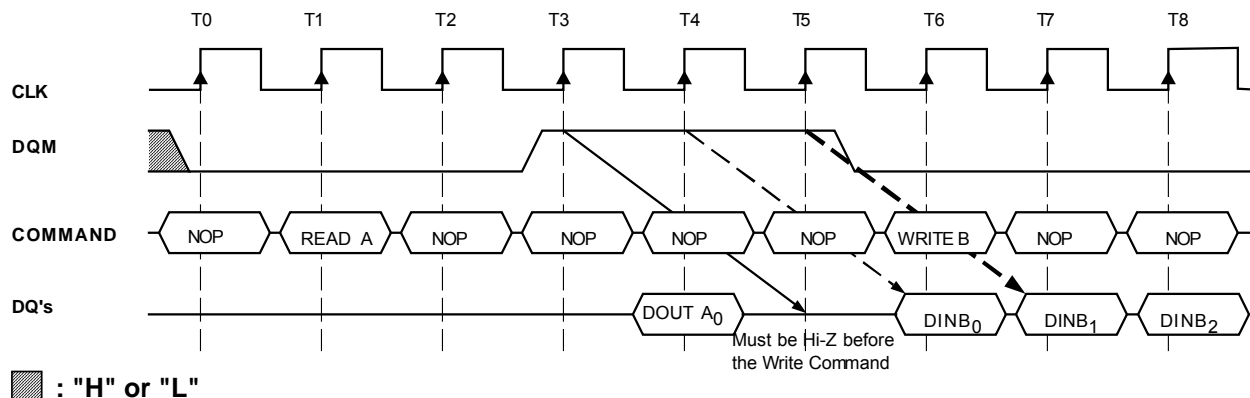 T0 T1 T2 T3 T4 T5 T6 T7 T8
CLK
DQM
COMMAND NOP READ A NOP NOP NOP NOP WRITE B NOP NOP
DQ's DOUT A0 DINB0 DINB1 DINB2
Must be Hi-Z before
the Write Command
: "H" or "L"